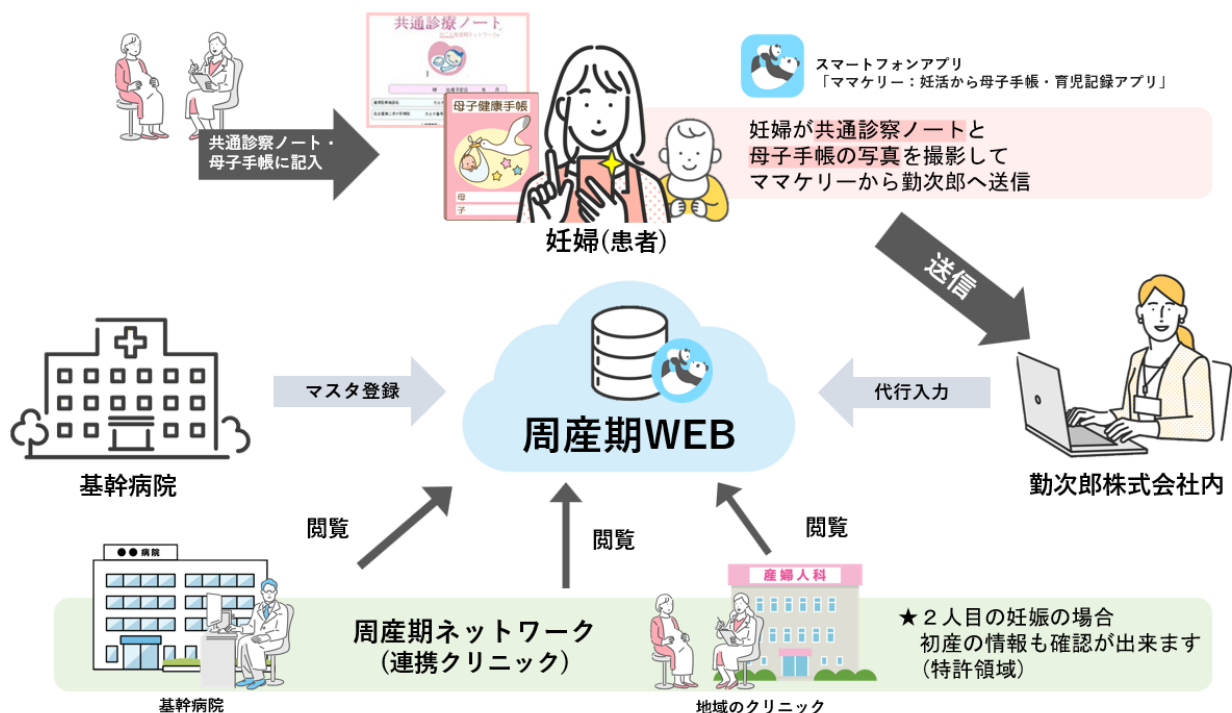 共通診療ノート
母子健康手帳
母
子
スマートフォンアプリ
「ママケリー：妊活から母子手帳・育児記録アプリ」
共通診察ノート・
母子手帳に記入
妊婦が共通診察ノートと
母子手帳の写真を撮影して
ママケリーから勤次郎へ送信
妊婦(患者)
送信
マスタ登録
代行入力
周産期WEB
基幹病院
勤次郎株式会社内
閲覧
閲覧
閲覧
●●病院
産婦人科
周産期ネットワーク
(連携クリニック)
★２人目の妊娠の場合
初産の情報も確認が出来ます
(特許領域)
基幹病院
地域のクリニック